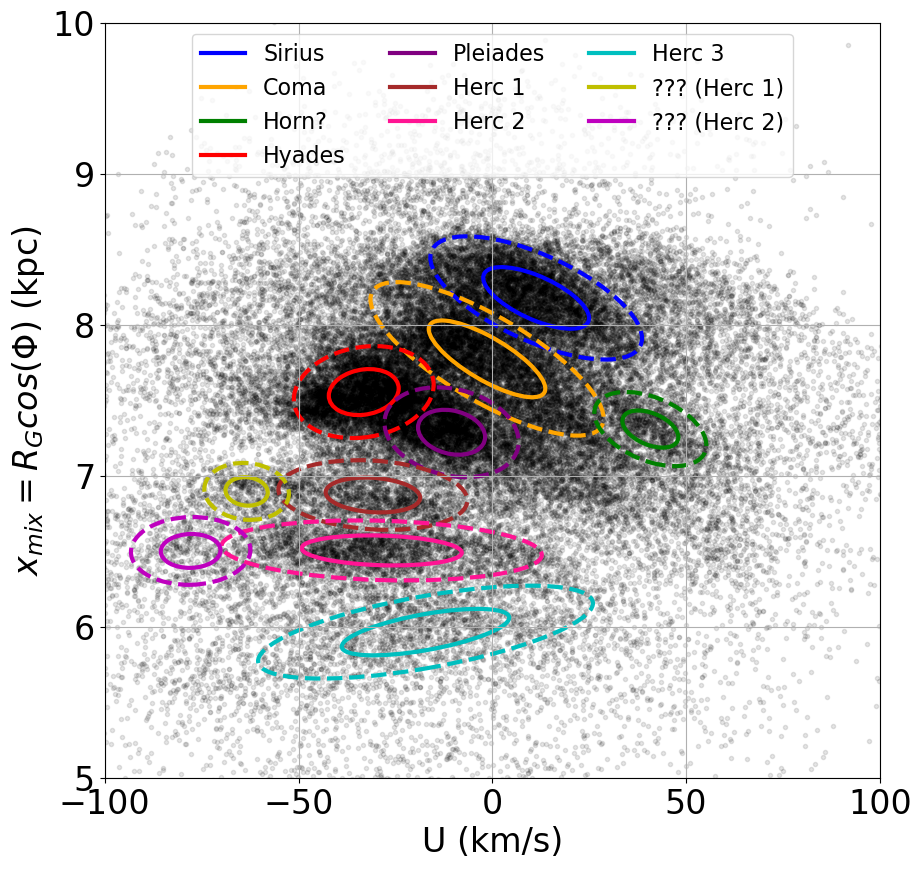 10
9
8
7
6
5
x_mix = R_G cos(Φ) (kpc)
Sirius
Coma
Horn?
Hyades
Pleiades
Herc 1
Herc 2
Herc 3
??? (Herc 1)
??? (Herc 2)
−100
−50
0
50
100
U (km/s)